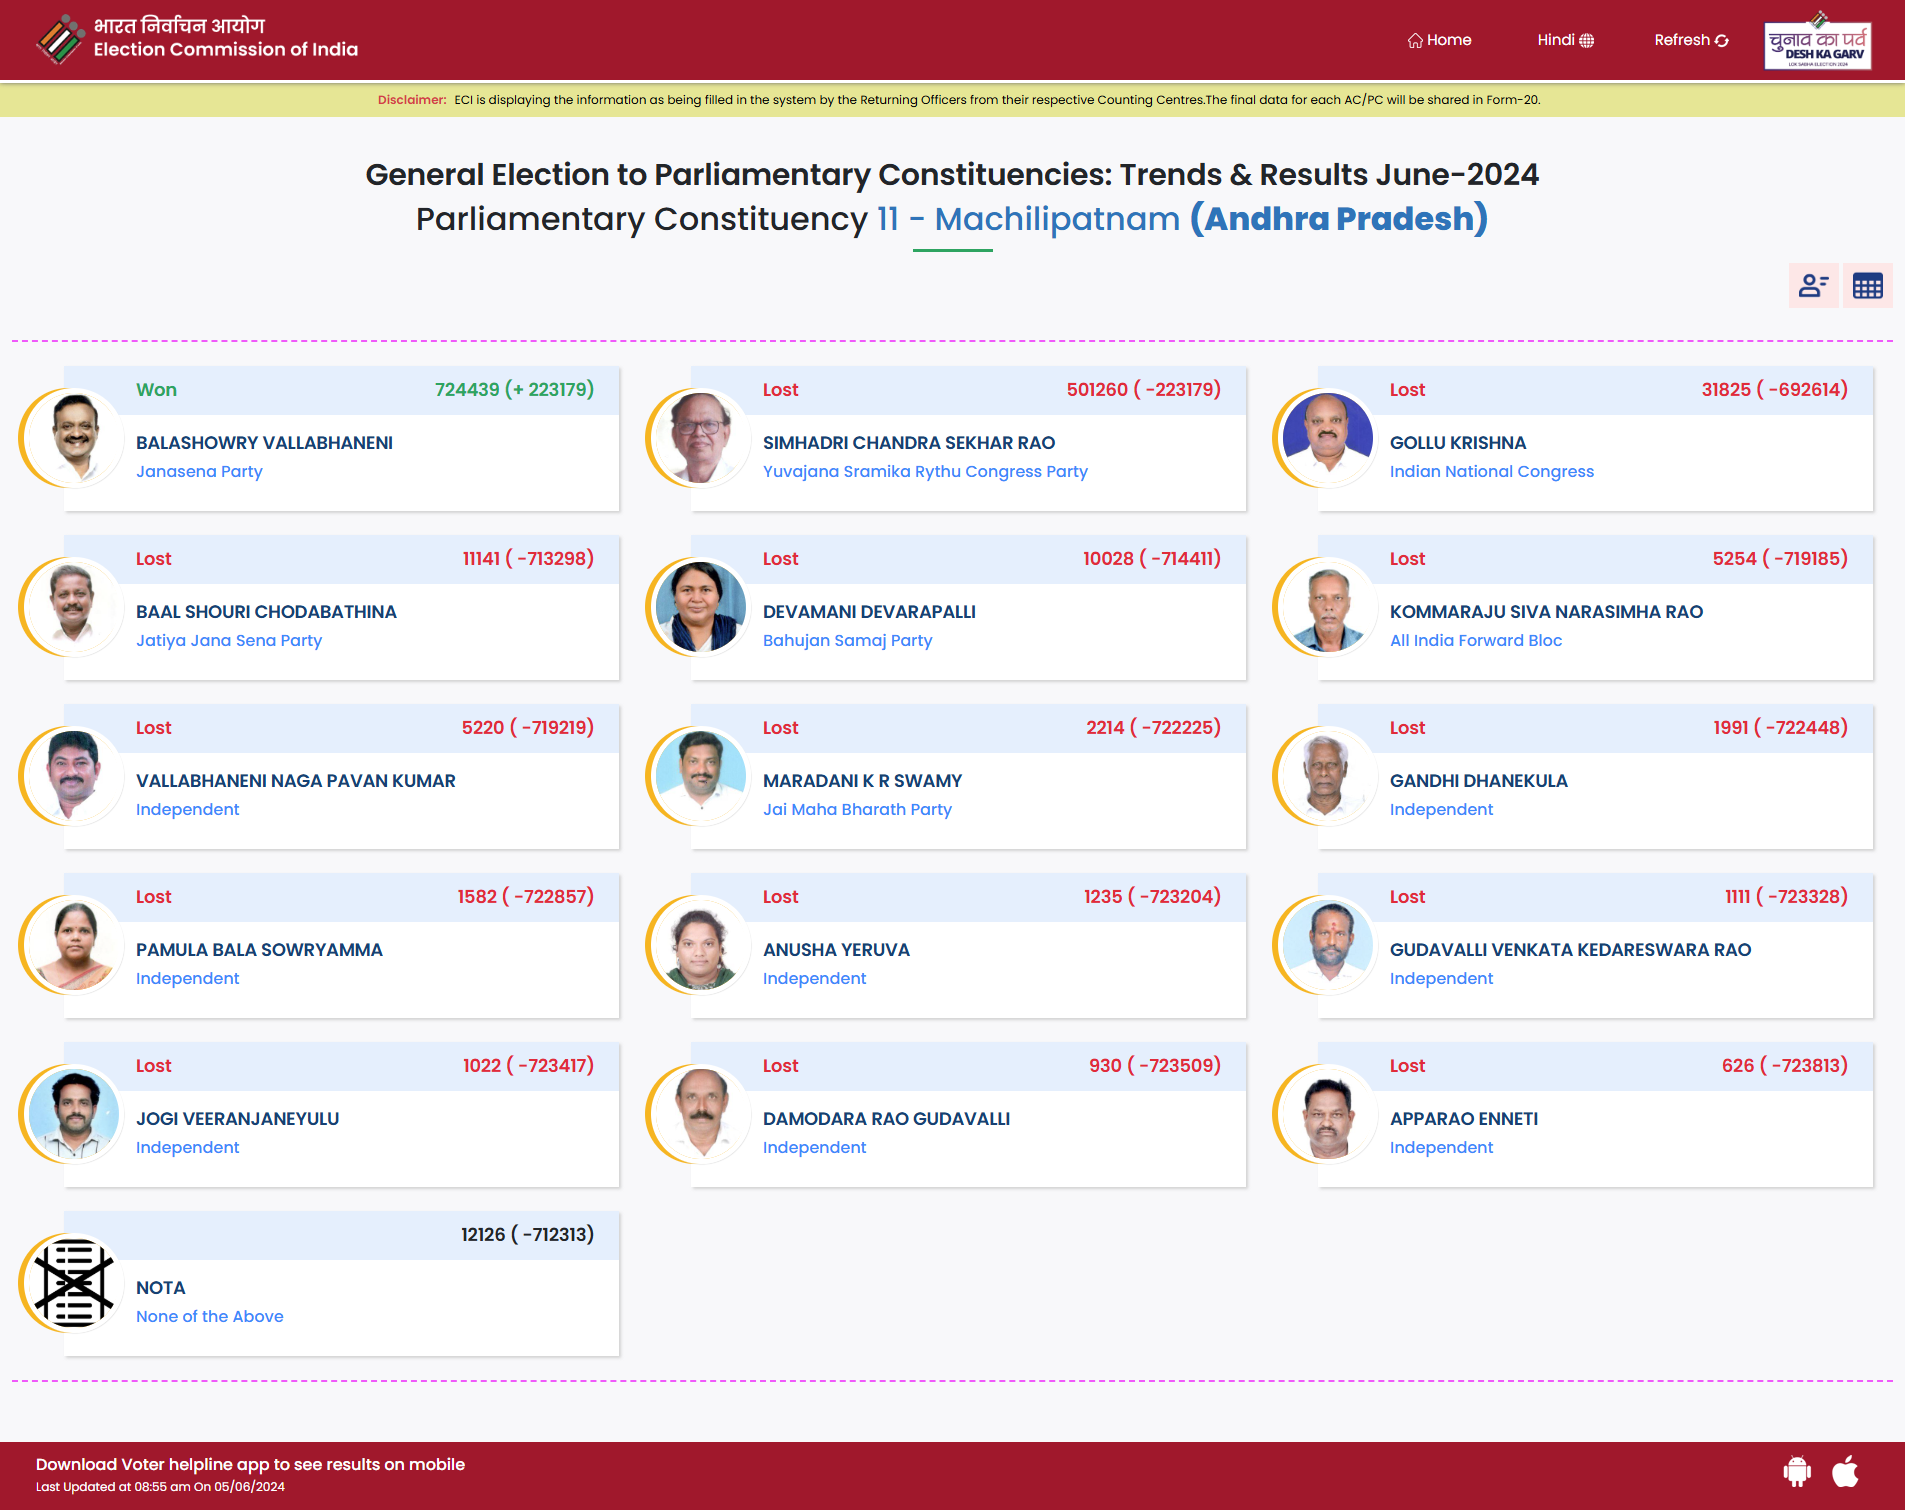 भारत निर्वाचन आयोग
Election Commission of India
Home
Hindi
Refresh
चुनाव का पर्व
DESH KA GARV
LOK SABHA ELECTION 2024
Disclaimer: ECI is displaying the information as being filled in the system by the Returning Officers from their respective Counting Centres.The final data for each AC/PC will be shared in Form-20.
General Election to Parliamentary Constituencies: Trends & Results June-2024
Parliamentary Constituency 11 - Machilipatnam (Andhra Pradesh)
Won 724439 (+ 223179)
BALASHOWRY VALLABHANENI
Janasena Party
Lost 501260 ( -223179)
SIMHADRI CHANDRA SEKHAR RAO
Yuvajana Sramika Rythu Congress Party
Lost 31825 ( -692614)
GOLLU KRISHNA
Indian National Congress
Lost 11141 ( -713298)
BAAL SHOURI CHODABATHINA
Jatiya Jana Sena Party
Lost 10028 ( -714411)
DEVAMANI DEVARAPALLI
Bahujan Samaj Party
Lost 5254 ( -719185)
KOMMARAJU SIVA NARASIMHA RAO
All India Forward Bloc
Lost 5220 ( -719219)
VALLABHANENI NAGA PAVAN KUMAR
Independent
Lost 2214 ( -722225)
MARADANI K R SWAMY
Jai Maha Bharath Party
Lost 1991 ( -722448)
GANDHI DHANEKULA
Independent
Lost 1582 ( -722857)
PAMULA BALA SOWRYAMMA
Independent
Lost 1235 ( -723204)
ANUSHA YERUVA
Independent
Lost 1111 ( -723328)
GUDAVALLI VENKATA KEDARESWARA RAO
Independent
Lost 1022 ( -723417)
JOGI VEERANJANEYULU
Independent
Lost 930 ( -723509)
DAMODARA RAO GUDAVALLI
Independent
Lost 626 ( -723813)
APPARAO ENNETI
Independent
12126 ( -712313)
NOTA
None of the Above
Download Voter helpline app to see results on mobile
Last Updated at 08:55 am On 05/06/2024